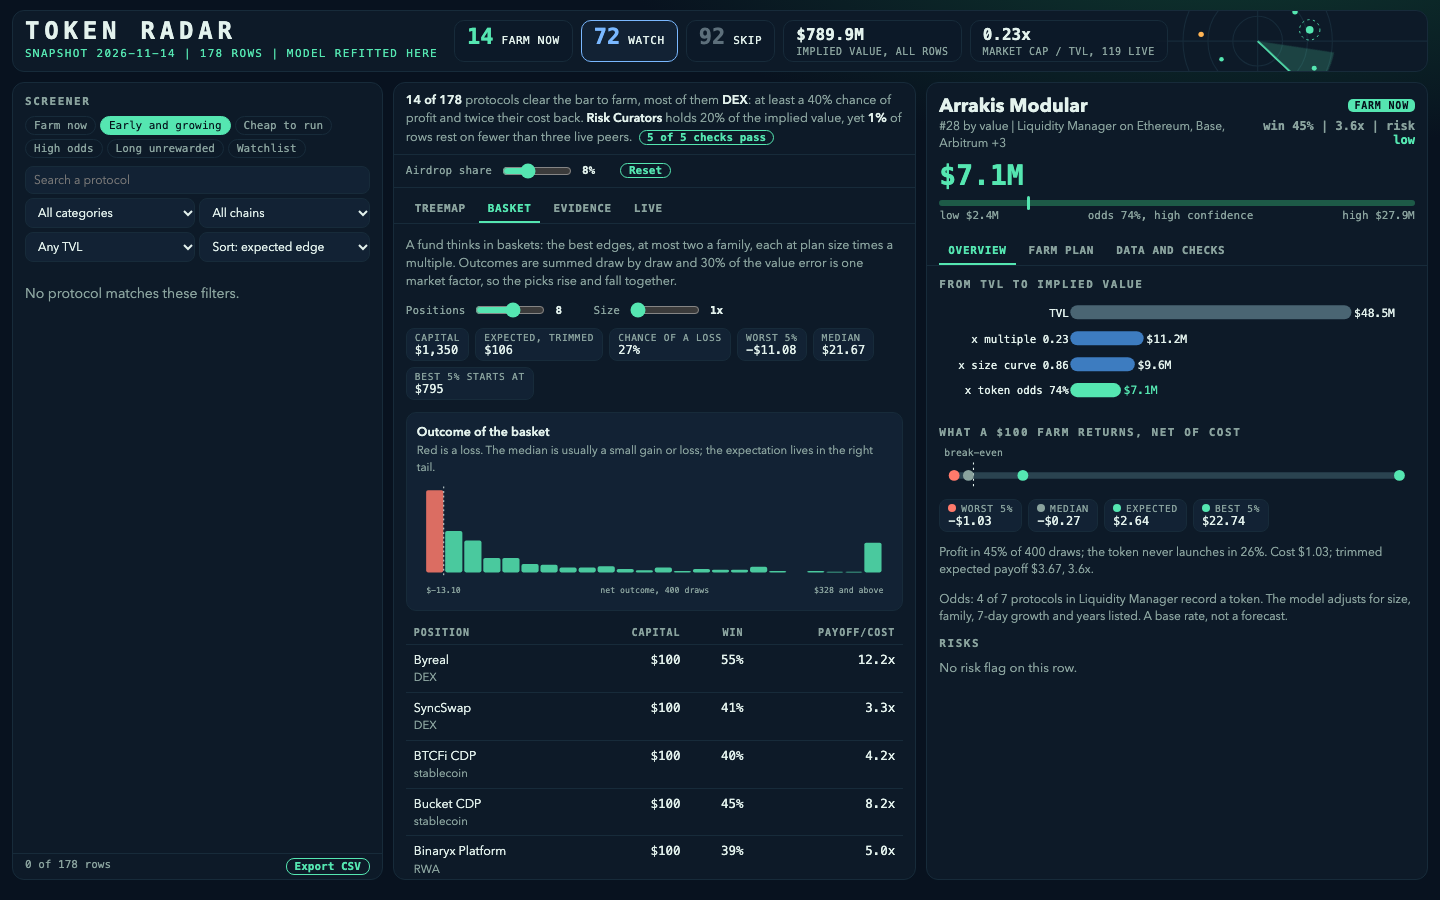 TOKEN RADAR
SNAPSHOT 2026-11-14 | 178 ROWS | MODEL REFITTED HERE
14 FARM NOW
72 WATCH
92 SKIP
$789.9M
IMPLIED VALUE, ALL ROWS
0.23x
MARKET CAP / TVL, 119 LIVE
SCREENER
Farm now
Early and growing
Cheap to run
High odds
Long unrewarded
Watchlist
Search a protocol
All categories
All chains
Any TVL
Sort: expected edge
No protocol matches these filters.
0 of 178 rows
Export CSV
14 of 178 protocols clear the bar to farm, most of them DEX: at least a 40% chance of
profit and twice their cost back. Risk Curators holds 20% of the implied value, yet 1% of
rows rest on fewer than three live peers. 5 of 5 checks pass
Airdrop share 8% Reset
TREEMAP BASKET EVIDENCE LIVE
A fund thinks in baskets: the best edges, at most two a family, each at plan size times a
multiple. Outcomes are summed draw by draw and 30% of the value error is one
market factor, so the picks rise and fall together.
Positions 8 Size 1x
CAPITAL
$1,350
EXPECTED, TRIMMED
$106
CHANCE OF A LOSS
27%
WORST 5%
−$11.08
MEDIAN
$21.67
BEST 5% STARTS AT
$795
Outcome of the basket
Red is a loss. The median is usually a small gain or loss; the expectation lives in the right
tail.
$−13.10
net outcome, 400 draws
$328 and above
POSITION CAPITAL WIN PAYOFF/COST
Byreal $100 55% 12.2x
DEX
SyncSwap $100 41% 3.3x
DEX
BTCFi CDP $100 40% 4.2x
stablecoin
Bucket CDP $100 45% 8.2x
stablecoin
Binaryx Platform $100 39% 5.0x
RWA
Arrakis Modular
FARM NOW
#28 by value | Liquidity Manager on Ethereum, Base,
Arbitrum +3
win 45% | 3.6x | risk
low
$7.1M
low $2.4M
odds 74%, high confidence
high $27.9M
OVERVIEW FARM PLAN DATA AND CHECKS
FROM TVL TO IMPLIED VALUE
TVL $48.5M
x multiple 0.23 $11.2M
x size curve 0.86 $9.6M
x token odds 74% $7.1M
WHAT A $100 FARM RETURNS, NET OF COST
break-even
WORST 5%
−$1.03
MEDIAN
−$0.27
EXPECTED
$2.64
BEST 5%
$22.74
Profit in 45% of 400 draws; the token never launches in 26%. Cost $1.03; trimmed
expected payoff $3.67, 3.6x.
Odds: 4 of 7 protocols in Liquidity Manager record a token. The model adjusts for size,
family, 7-day growth and years listed. A base rate, not a forecast.
RISKS
No risk flag on this row.